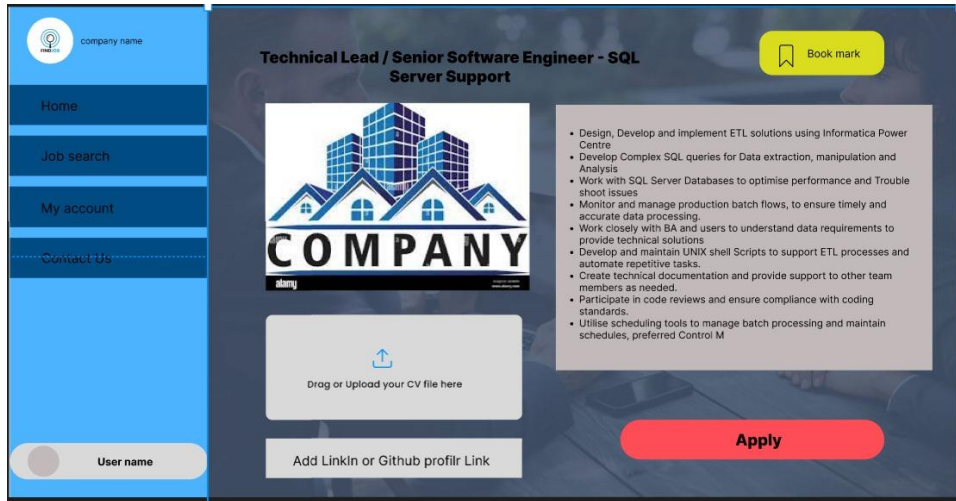 FINDJOB
company name
Home
Job search
My account
Contact Us
User name
Technical Lead / Senior Software Engineer - SQL
Server Support
Book mark
COMPANY
alamy
www.alamy.com
• Design, Develop and implement ETL solutions using Informatica Power
Centre
• Develop Complex SQL queries for Data extraction, manipulation and
Analysis
• Work with SQL Server Databases to optimise performance and Trouble
shoot issues
• Monitor and manage production batch flows, to ensure timely and
accurate data processing.
• Work closely with BA and users to understand data requirements to
provide technical solutions
• Develop and maintain UNIX shell Scripts to support ETL processes and
automate repetitive tasks.
• Create technical documentation and provide support to other team
members as needed.
• Participate in code reviews and ensure compliance with coding
standards.
• Utilise scheduling tools to manage batch processing and maintain
schedules, preferred Control M
Drag or Upload your CV file here
Add LinkIn or Github profilr Link
Apply